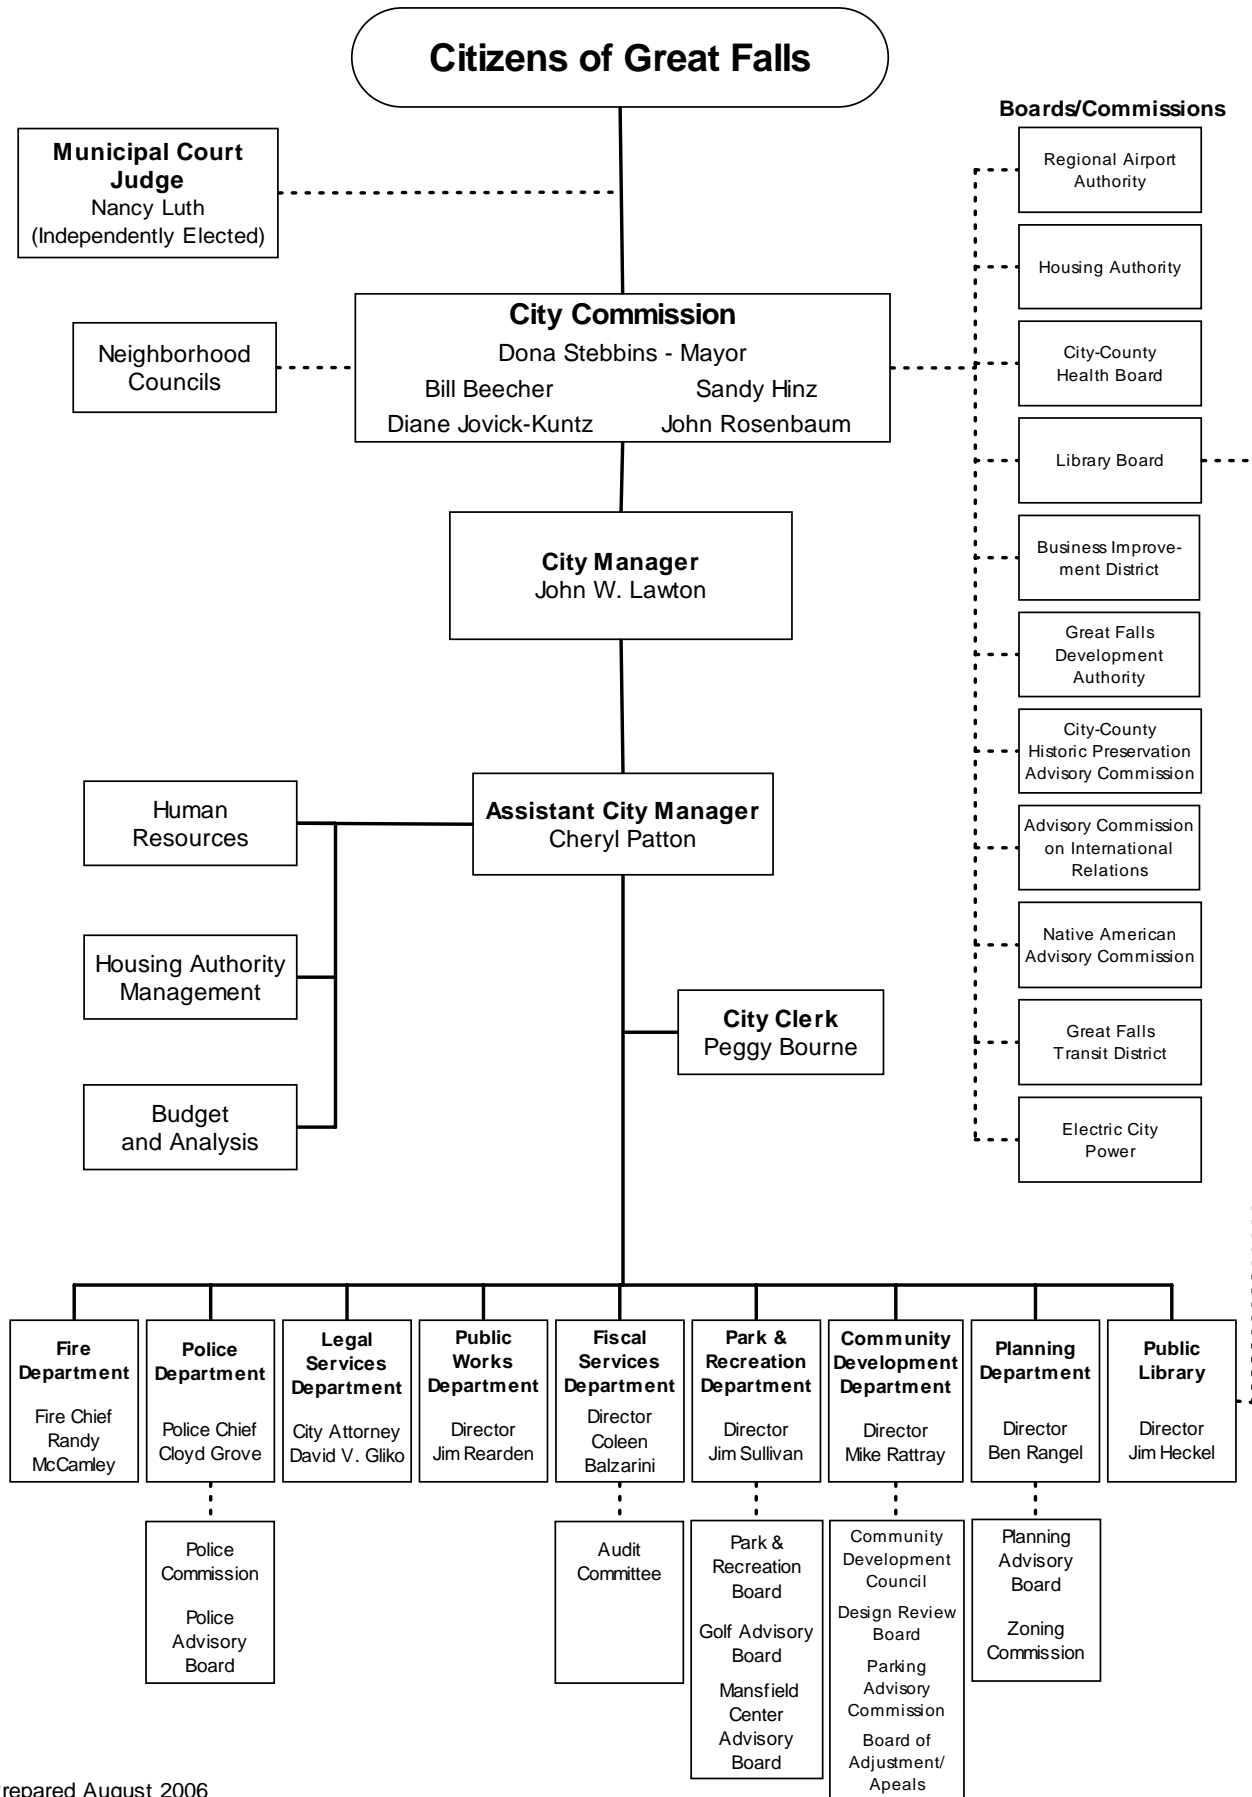 Citizens of Great Falls
Boards/Commissions
Municipal Court
Judge
Nancy Luth
(Independently Elected)
Regional Airport
Authority
Housing Authority
City Commission
Dona Stebbins - Mayor
Bill Beecher
Sandy Hinz
Diane Jovick-Kuntz
John Rosenbaum
Neighborhood
Councils
City-County
Health Board
Library Board
City Manager
John W. Lawton
Business Improve-
ment District
Great Falls
Development
Authority
City-County
Historic Preservation
Advisory Commission
Assistant City Manager
Cheryl Patton
Human
Resources
Advisory Commission
on International
Relations
Housing Authority
Management
Native American
Advisory Commission
City Clerk
Peggy Bourne
Great Falls
Transit District
Budget
and Analysis
Electric City
Power
Fire
Department
Fire Chief
Randy
McCamley
Police
Department
Police Chief
Cloyd Grove
Legal
Services
Department
City Attorney
David V. Gliko
Public
Works
Department
Director
Jim Rearden
Fiscal
Services
Department
Director
Coleen
Balzarini
Park &
Recreation
Department
Director
Jim Sullivan
Community
Development
Department
Director
Mike Rattray
Planning
Department
Director
Ben Rangel
Public
Library
Director
Jim Heckel
Police
Commission
Police
Advisory
Board
Audit
Committee
Park &
Recreation
Board
Golf Advisory
Board
Mansfield
Center
Advisory
Board
Community
Development
Council
Design Review
Board
Parking
Advisory
Commission
Board of
Adjustment/
Apeals
Planning
Advisory
Board
Zoning
Commission
repared August 2006